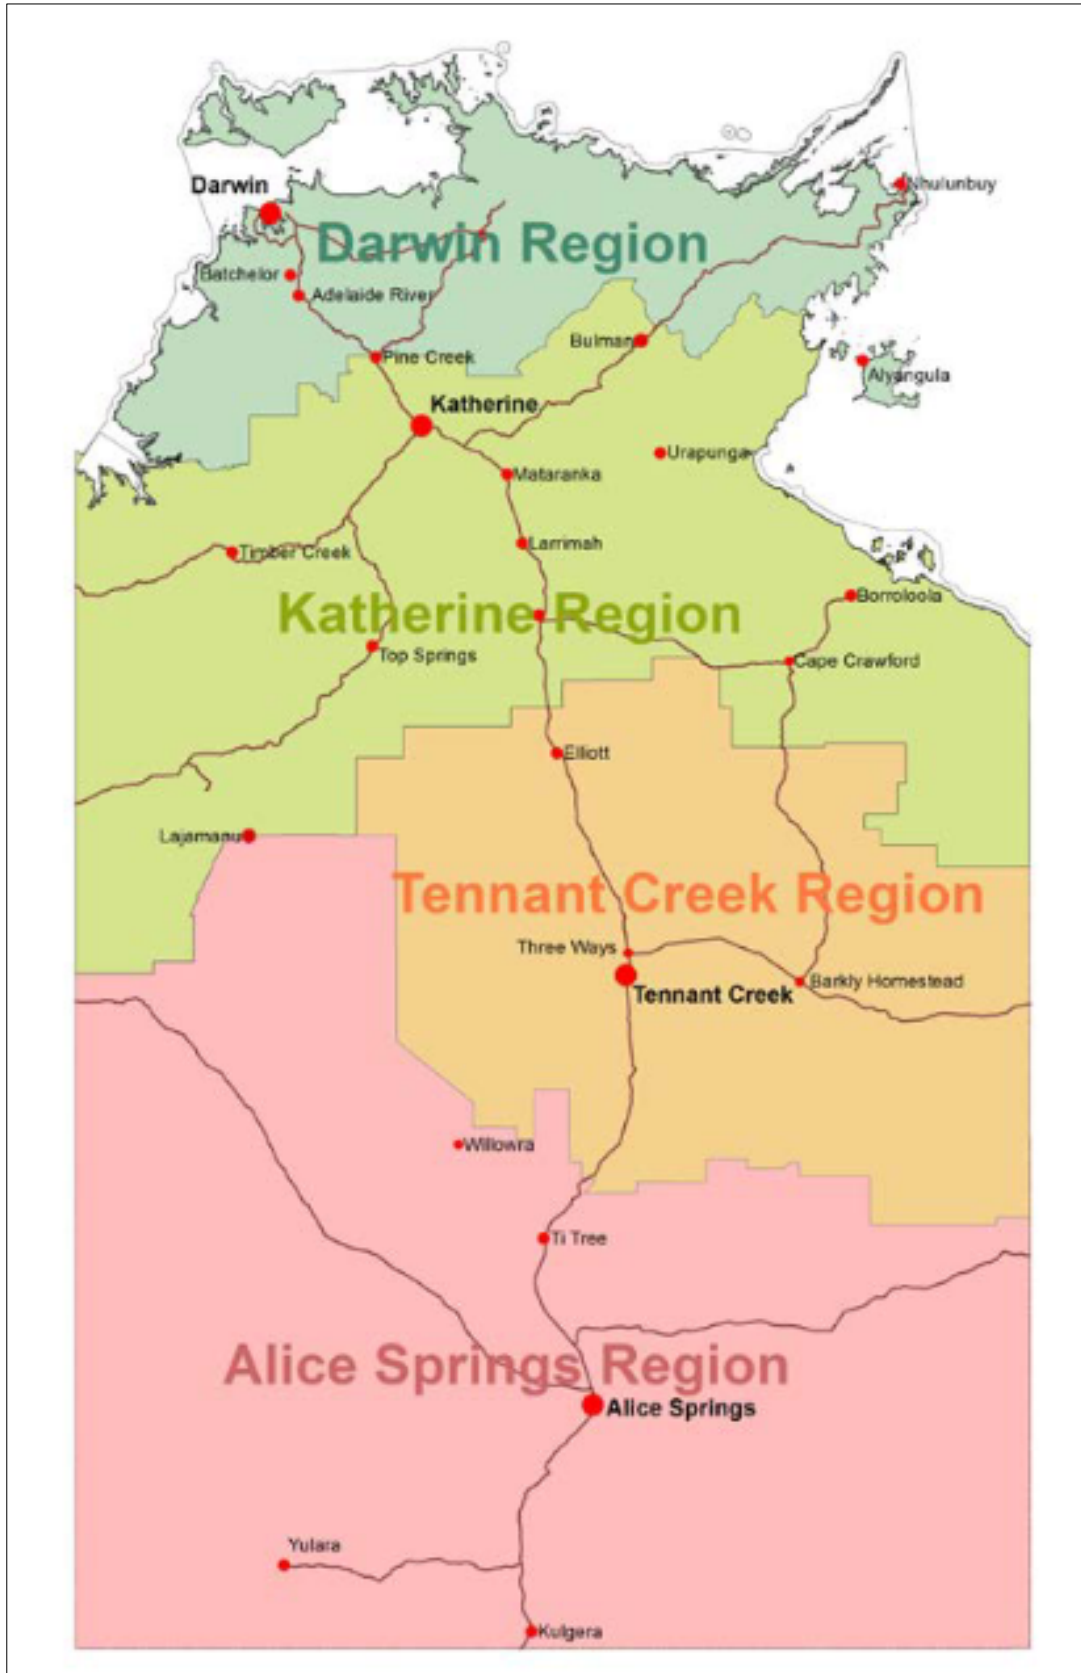 Darwin
Nhulunbuy
Darwin Region
Batchelor
Adelaide River
Bulman
Pine Creek
Alyangula
Katherine
Urapunga
Mataranka
Larrimah
Timber Creek
Borroloola
Katherine Region
Top Springs
Cape Crawford
Elliott
Lajamanu
Tennant Creek Region
Three Ways
Barkly Homestead
Tennant Creek
Willowra
Ti Tree
Alice Springs Region
Alice Springs
Yulara
Kulgera